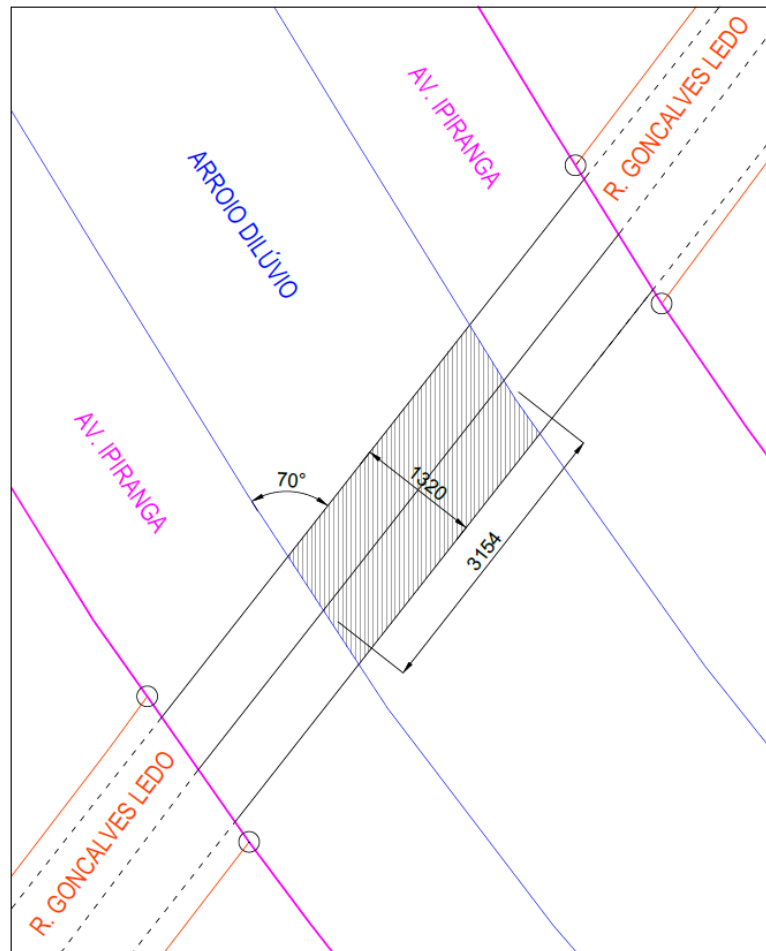 R. GONCALVES LEDO
AV. IPIRANGA
ARROIO DILÚVIO
AV. IPIRANGA
70°
1320
3154
R. GONCALVES LEDO